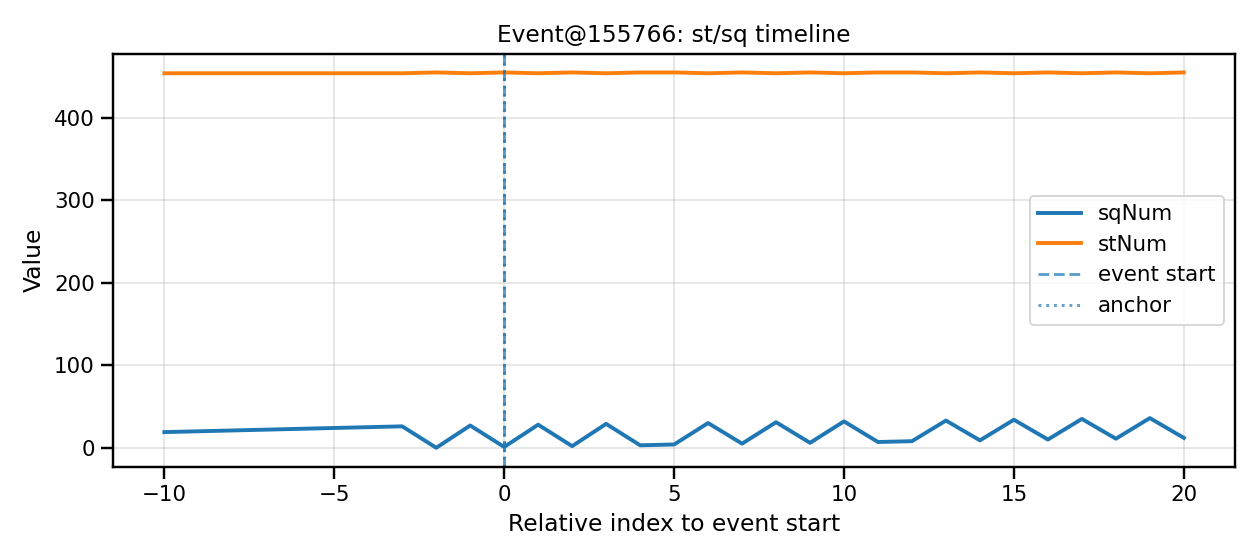 Event@155766: st/sq timeline
Value
400
300
200
100
0
sqNum
stNum
event start
anchor
−10
−5
0
5
10
15
20
Relative index to event start